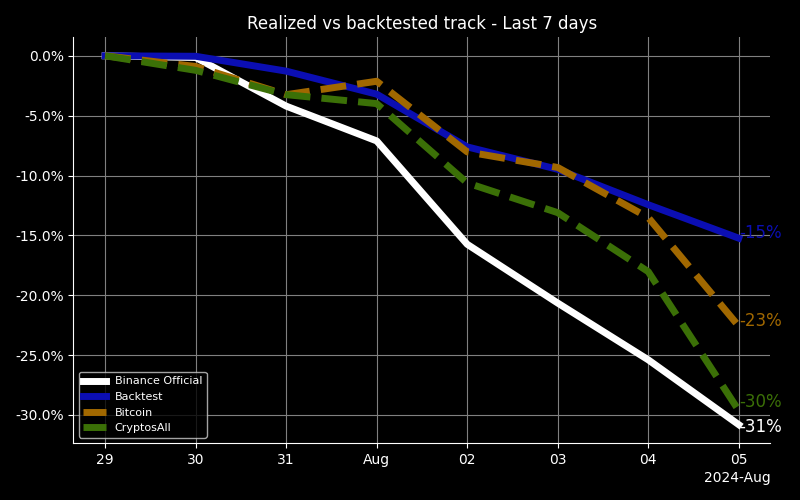 Realized vs backtested track - Last 7 days
0.0%
-5.0%
-10.0%
-15.0%
-20.0%
-25.0%
-30.0%
-15%
-23%
-30%
-31%
Binance Official
Backtest
Bitcoin
CryptosAll
29 30 31 Aug 02 03 04 05
2024-Aug